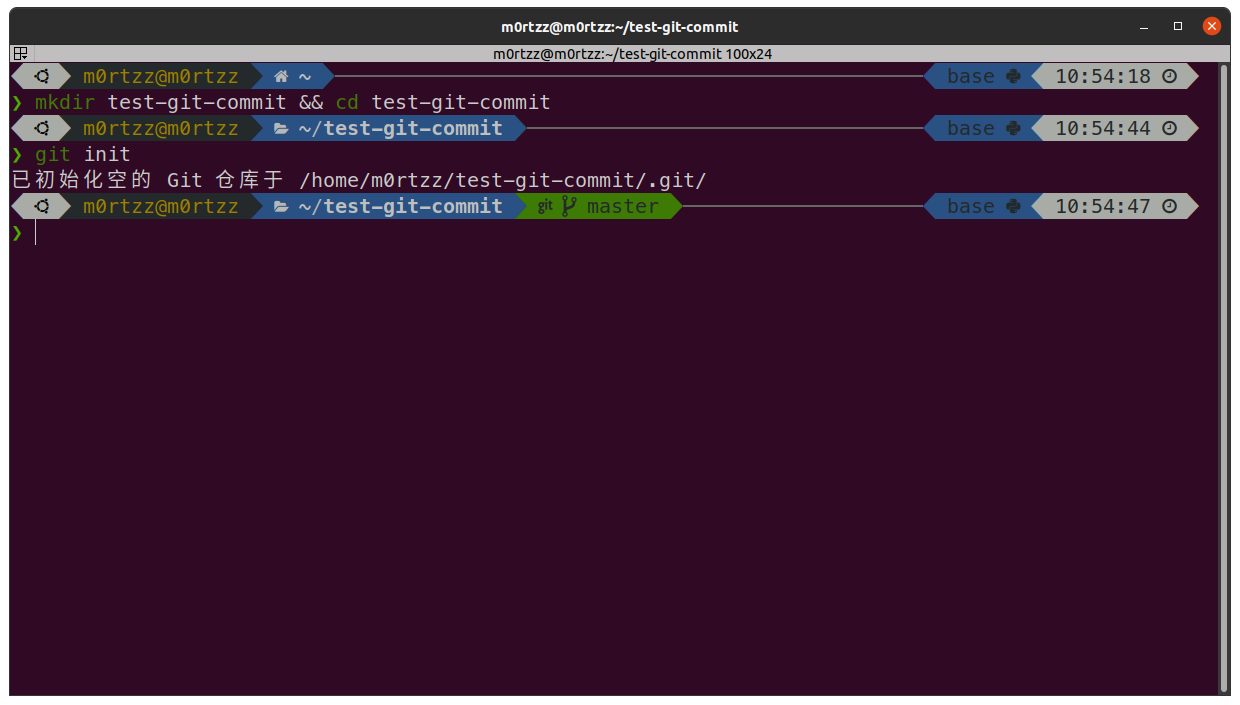 m0rtzz@m0rtzz:~/test-git-commit
m0rtzz@m0rtzz:~/test-git-commit 100x24
m0rtzz@m0rtzz ~ base 10:54:18
❯ mkdir test-git-commit && cd test-git-commit
m0rtzz@m0rtzz ~/test-git-commit base 10:54:44
❯ git init
已初始化空的 Git 仓库于 /home/m0rtzz/test-git-commit/.git/
m0rtzz@m0rtzz ~/test-git-commit git master base 10:54:47
❯